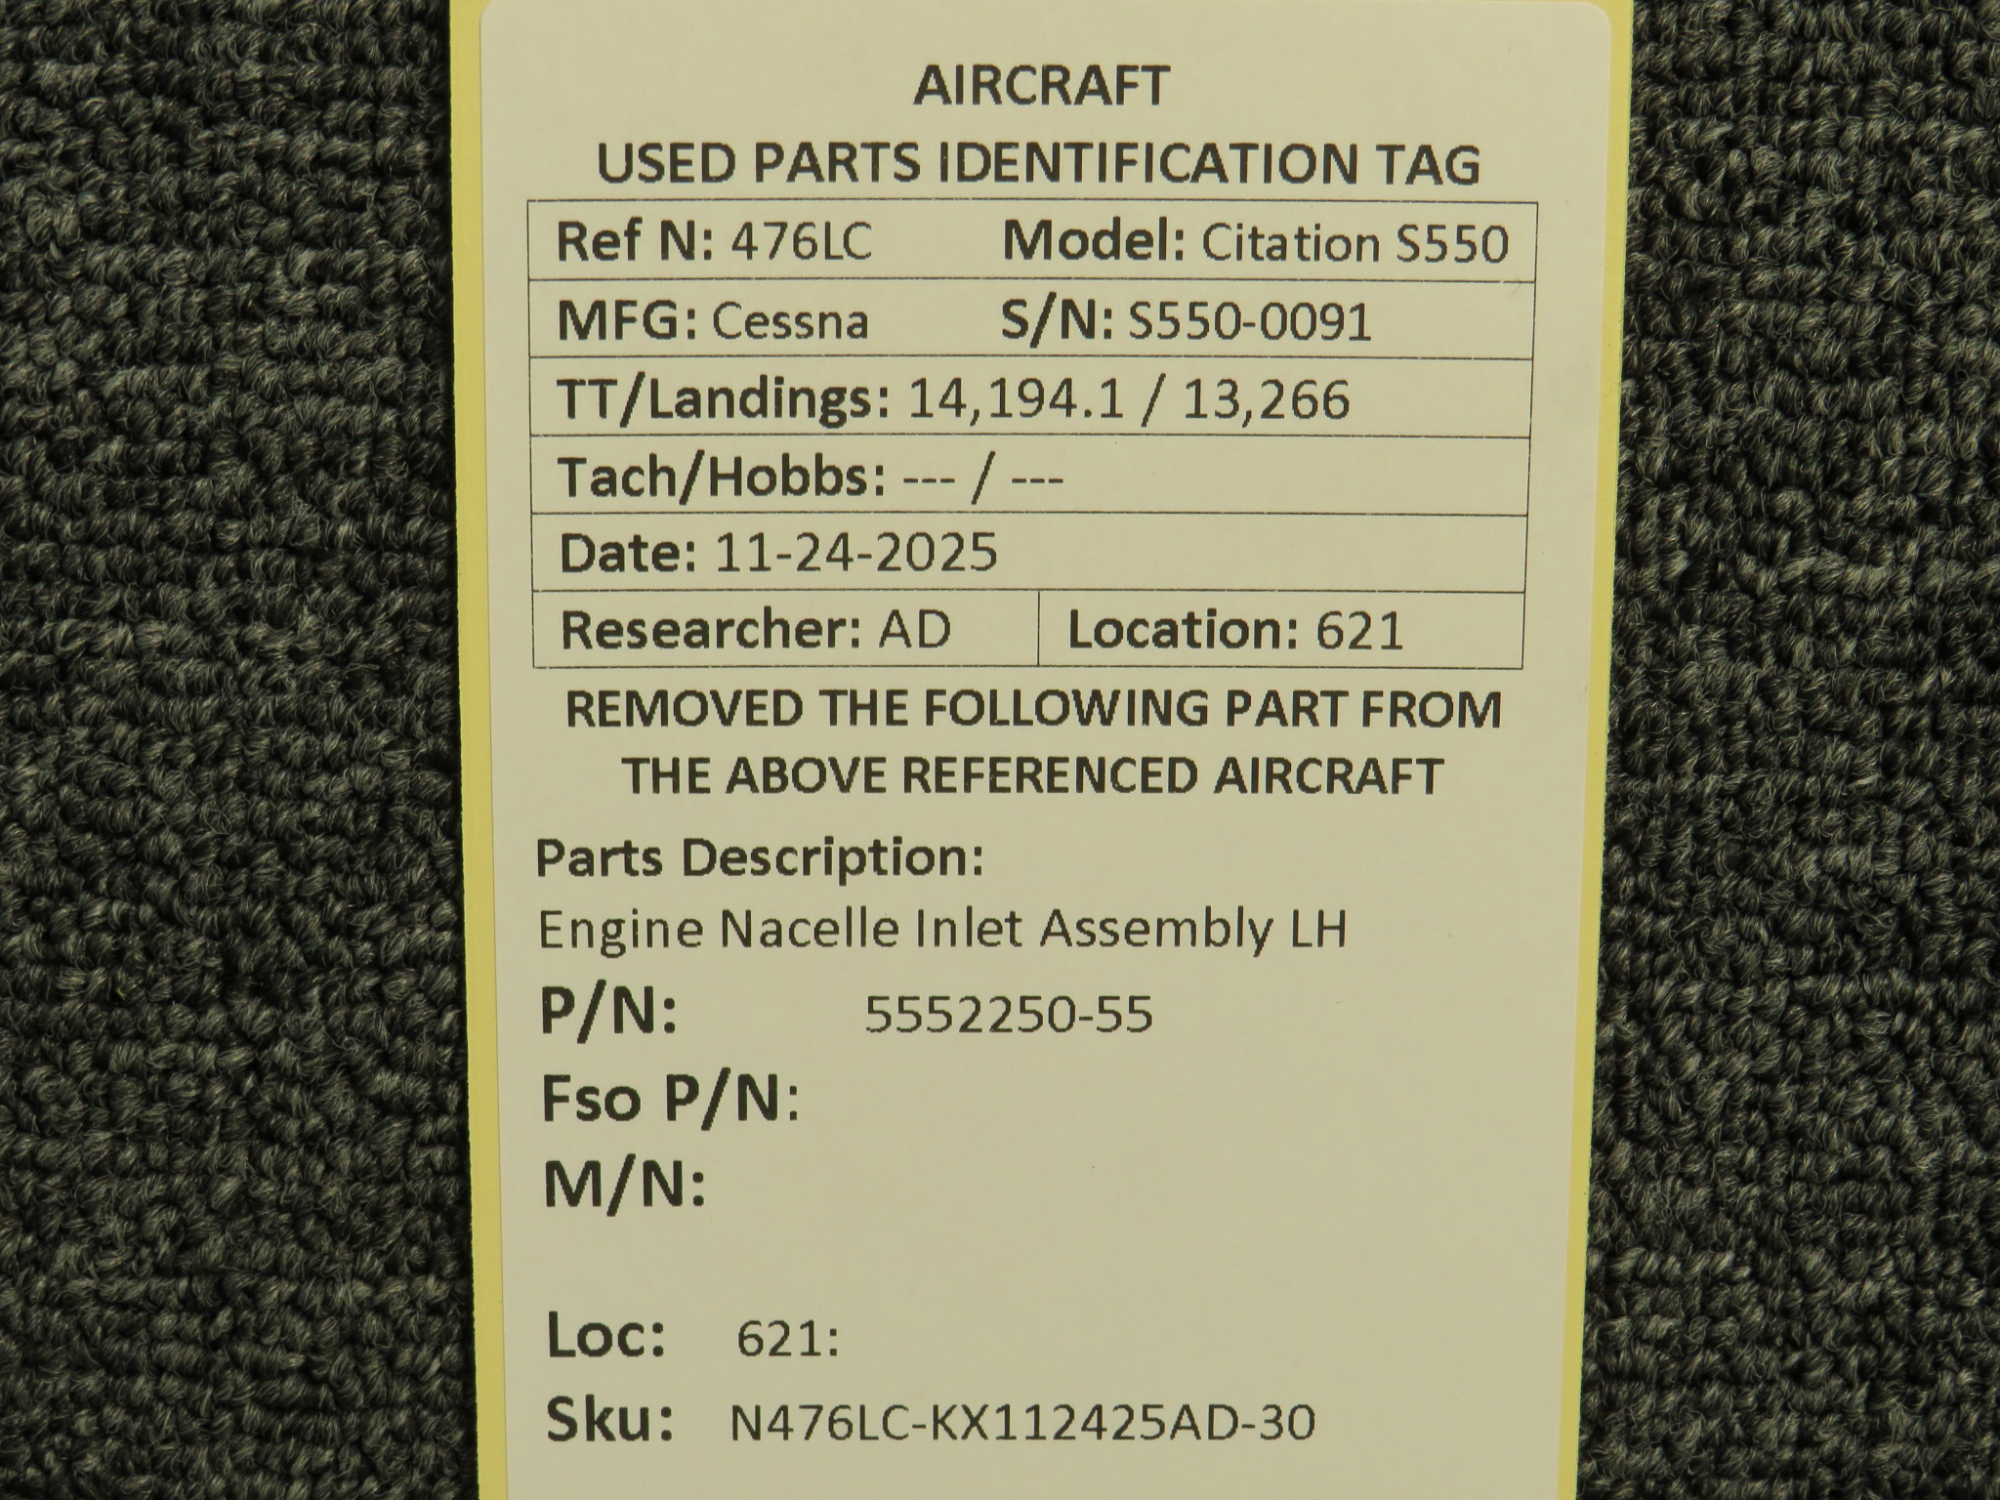 AIRCRAFT
USED PARTS IDENTIFICATION TAG
Ref N: 476LC Model: Citation S550
MFG: Cessna S/N: S550-0091
TT/Landings: 14,194.1 / 13,266
Tach/Hobbs: --- / ---
Date: 11-24-2025
Researcher: AD Location: 621
REMOVED THE FOLLOWING PART FROM
THE ABOVE REFERENCED AIRCRAFT
Parts Description:
Engine Nacelle Inlet Assembly LH
P/N: 5552250-55
Fso P/N:
M/N:
Loc: 621:
Sku: N476LC-KX112425AD-30